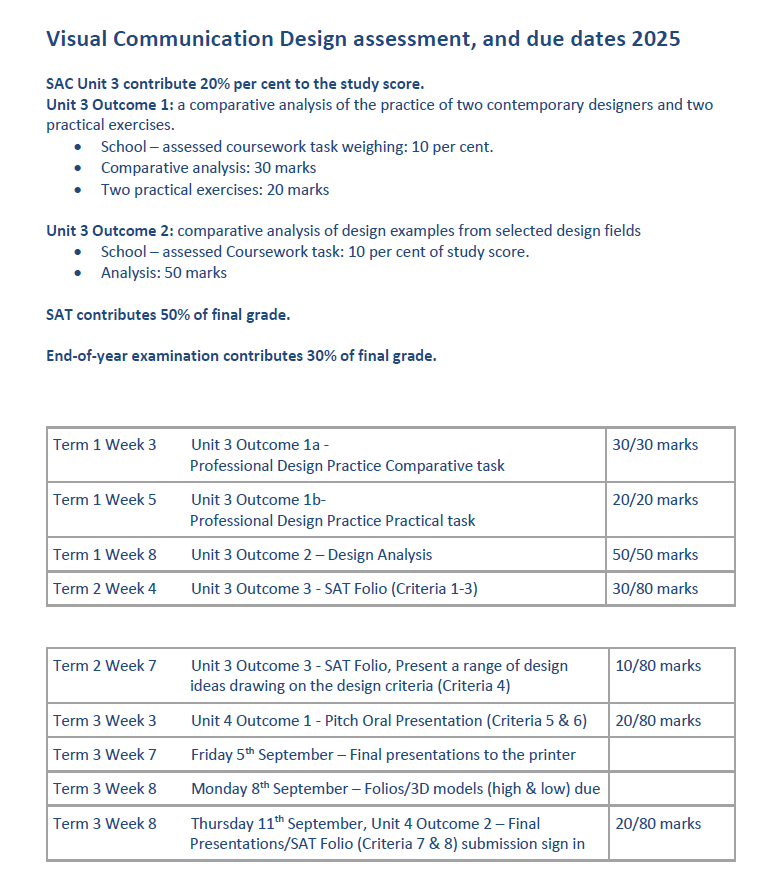 Visual Communication Design assessment, and due dates 2025
SAC Unit 3 contribute 20% per cent to the study score.
Unit 3 Outcome 1: a comparative analysis of the practice of two contemporary designers and two
practical exercises.
• School – assessed coursework task weighing: 10 per cent.
• Comparative analysis: 30 marks
• Two practical exercises: 20 marks
Unit 3 Outcome 2: comparative analysis of design examples from selected design fields
• School – assessed Coursework task: 10 per cent of study score.
• Analysis: 50 marks
SAT contributes 50% of final grade.
End-of-year examination contributes 30% of final grade.
Term 1 Week 3 Unit 3 Outcome 1a - 30/30 marks
Professional Design Practice Comparative task
Term 1 Week 5 Unit 3 Outcome 1b- 20/20 marks
Professional Design Practice Practical task
Term 1 Week 8 Unit 3 Outcome 2 – Design Analysis 50/50 marks
Term 2 Week 4 Unit 3 Outcome 3 - SAT Folio (Criteria 1-3) 30/80 marks
Term 2 Week 7 Unit 3 Outcome 3 - SAT Folio, Present a range of design 10/80 marks
ideas drawing on the design criteria (Criteria 4)
Term 3 Week 3 Unit 4 Outcome 1 - Pitch Oral Presentation (Criteria 5 & 6) 20/80 marks
Term 3 Week 7 Friday 5th September – Final presentations to the printer
Term 3 Week 8 Monday 8th September – Folios/3D models (high & low) due
Term 3 Week 8 Thursday 11th September, Unit 4 Outcome 2 – Final 20/80 marks
Presentations/SAT Folio (Criteria 7 & 8) submission sign in